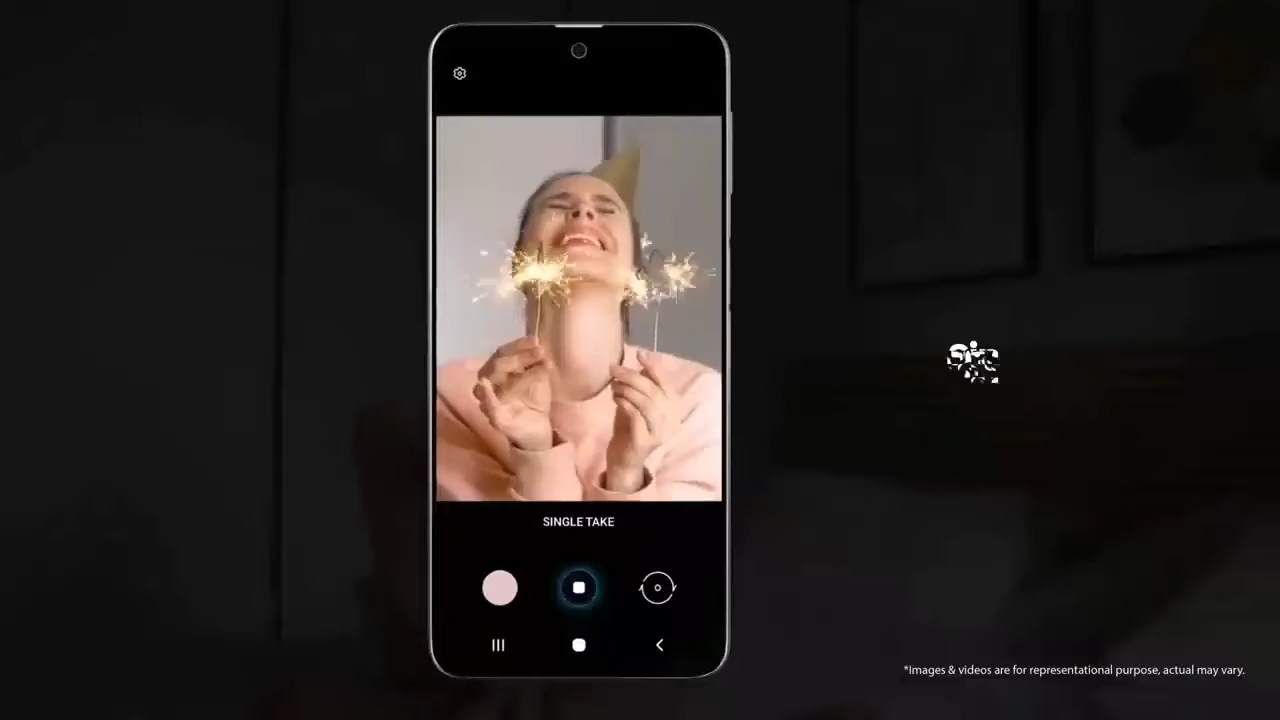 SINGLE TAKE
*Images & videos are for representational purpose, actual may vary.